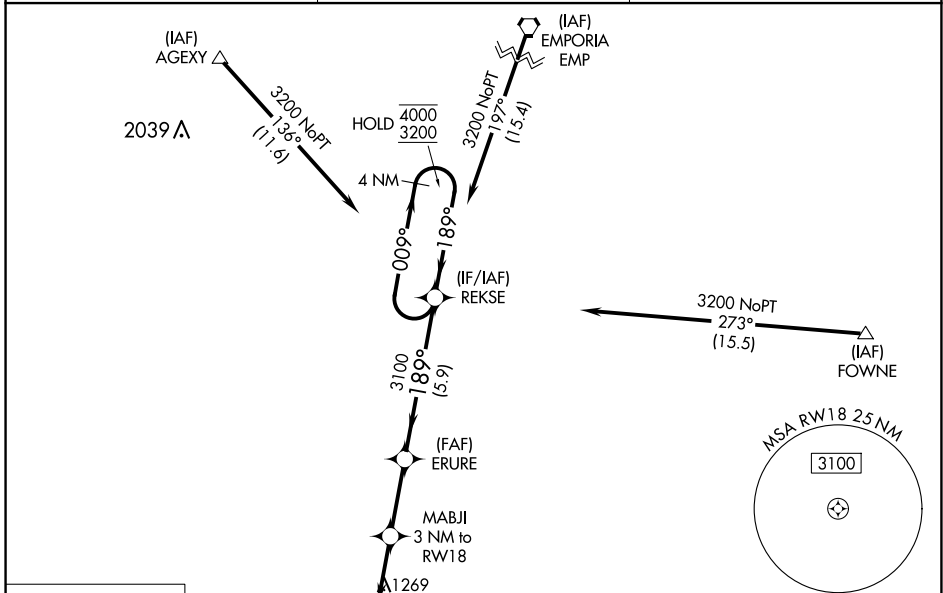 (IAF)
AGEXY
(IAF)
EMPORIA
EMP
3200 NoPT
136°
(11.6)
3200 NoPT
197°
(15.4)
2039
HOLD 4000
3200
4 NM
009°
189°
(IF/IAF)
REKSE
3200 NoPT
273°
(15.5)
(IAF)
FOWNE
3100
189°
(5.9)
(FAF)
ERURE
MSA RW18 25 NM
3100
MABJI
3 NM to
RW18
1269